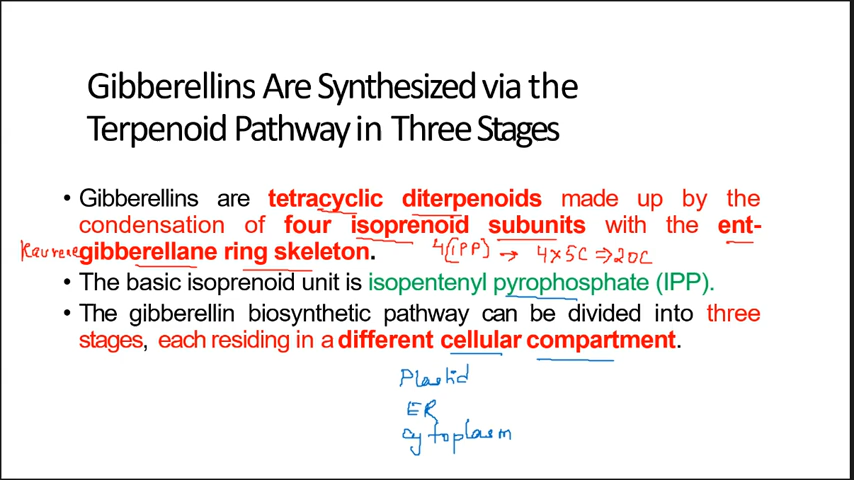 Gibberellins Are Synthesized via the
Terpenoid Pathway in Three Stages
• Gibberellins are tetracyclic diterpenoids made up by the
condensation of four isoprenoid subunits with the ent-
Kaurene gibberellane ring skeleton. 4(IPP) → 4×5C ⇒ 20C
• The basic isoprenoid unit is isopentenyl pyrophosphate (IPP).
• The gibberellin biosynthetic pathway can be divided into three
stages, each residing in a different cellular compartment.
Plastid
ER
cytoplasm